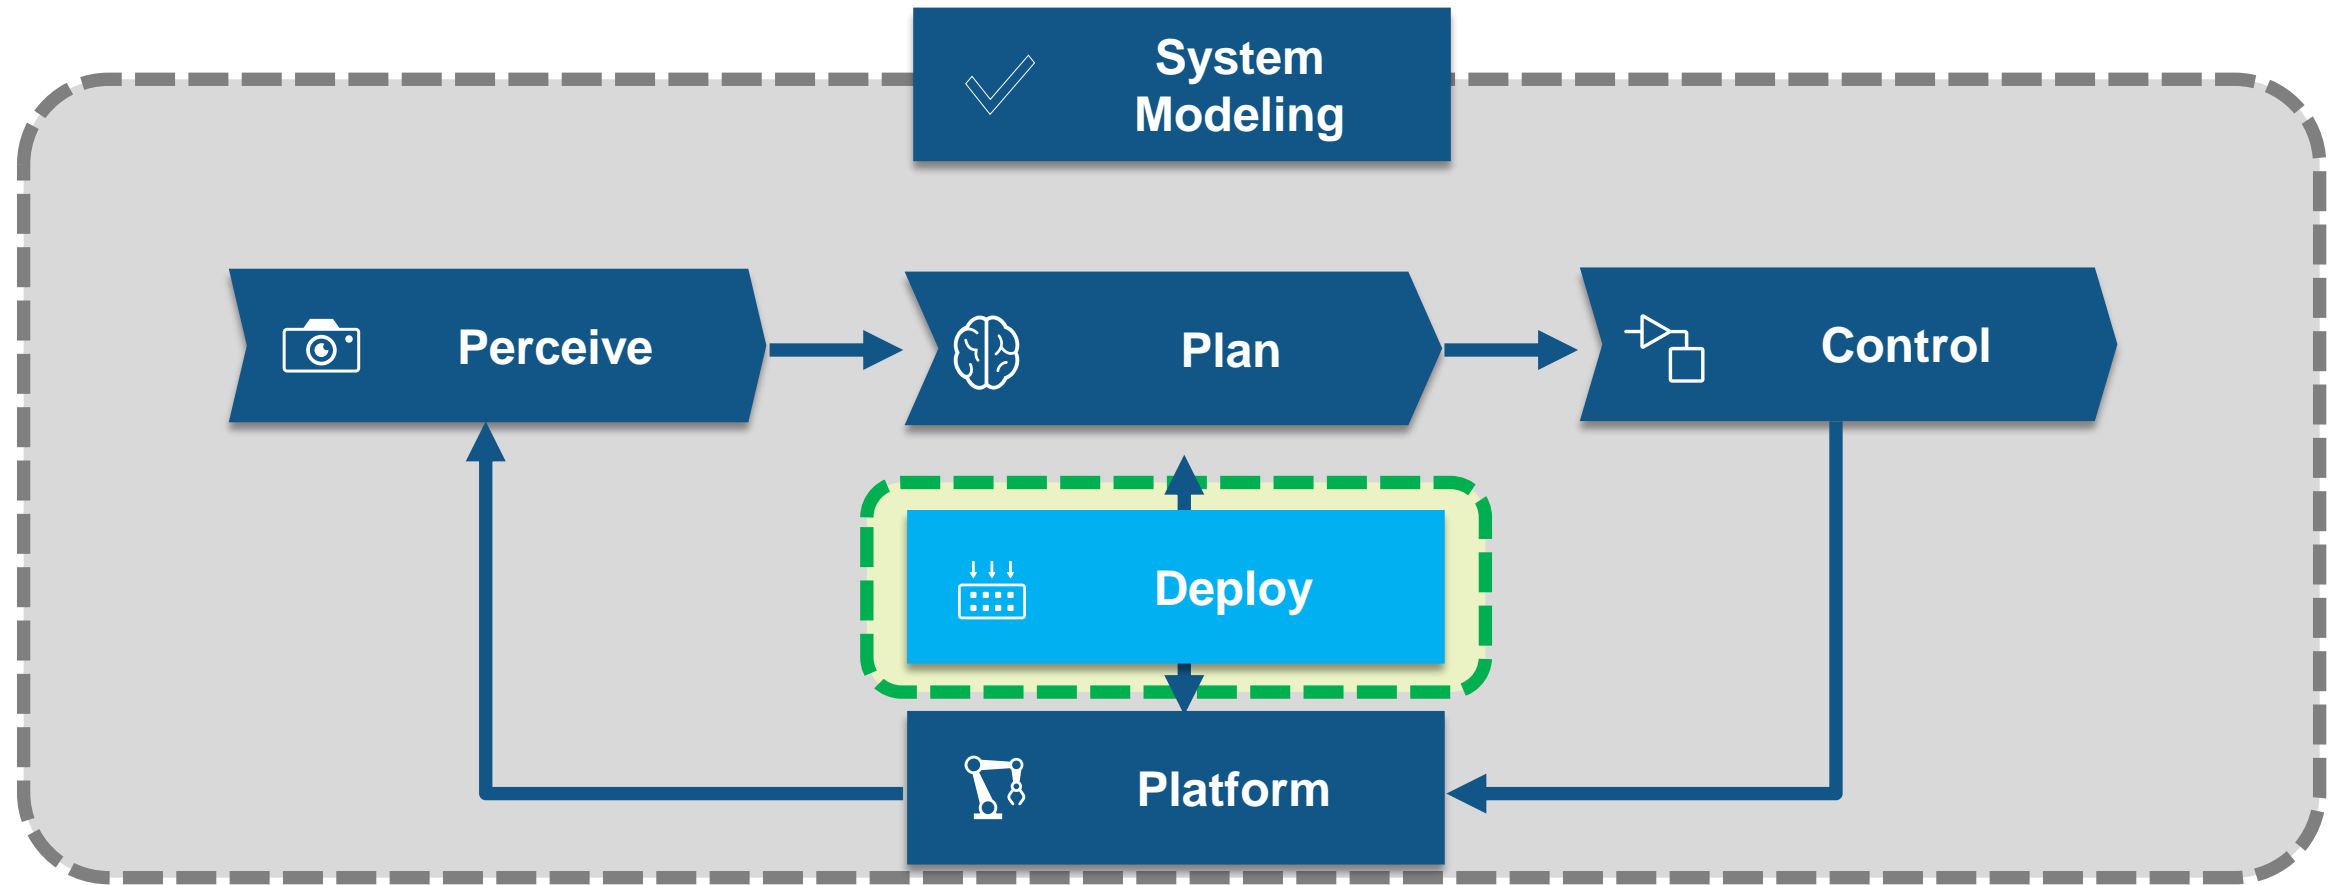 System
Modeling
Perceive
Plan
Control
Deploy
Platform